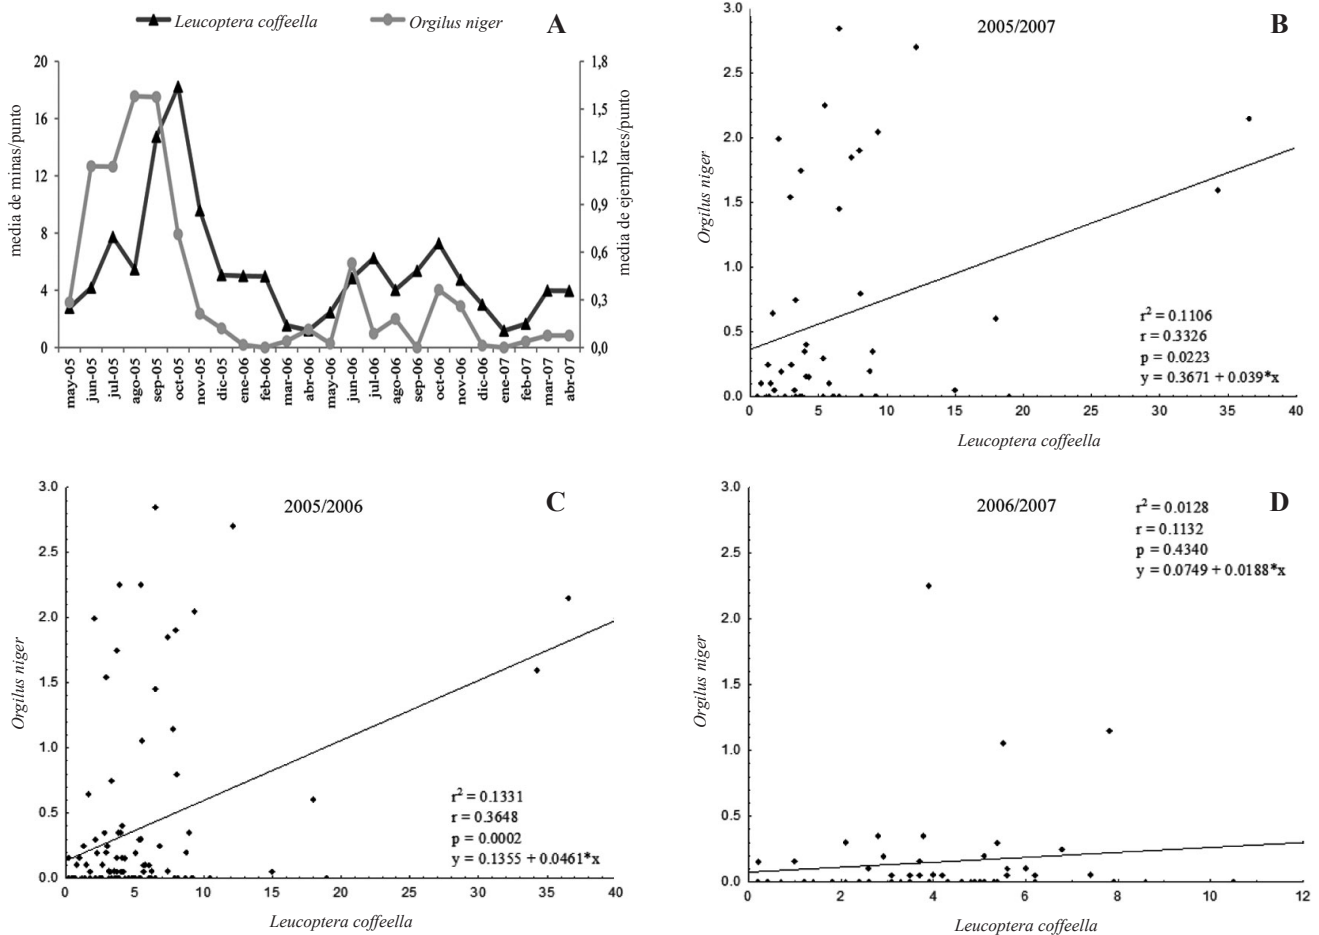 Leucoptera coffeella
Orgilus niger
A
media de minas/punto
20
16
12
8
4
0
media de ejemplares/punto
1,8
1,5
1,2
0,9
0,6
0,3
0,0
may-05
jun-05
jul-05
ago-05
sep-05
oct-05
nov-05
dic-05
ene-06
feb-06
mar-06
abr-06
may-06
jun-06
jul-06
ago-06
sep-06
oct-06
nov-06
dic-06
ene-07
feb-07
mar-07
abr-07
B
2005/2007
Orgilus niger
3.0
2.5
2.0
1.5
1.0
0.5
0.0
r² = 0.1106
r = 0.3326
p = 0.0223
y = 0.3671 + 0.039*x
0 5 10 15 20 25 30 35 40
Leucoptera coffeella
C
2005/2006
Orgilus niger
3.0
2.5
2.0
1.5
1.0
0.5
0.0
r² = 0.1331
r = 0.3648
p = 0.0002
y = 0.1355 + 0.0461*x
0 5 10 15 20 25 30 35 40
Leucoptera coffeella
D
2006/2007
r² = 0.0128
r = 0.1132
p = 0.4340
y = 0.0749 + 0.0188*x
Orgilus niger
3.0
2.5
2.0
1.5
1.0
0.5
0.0
0 2 4 6 8 10 12
Leucoptera coffeella